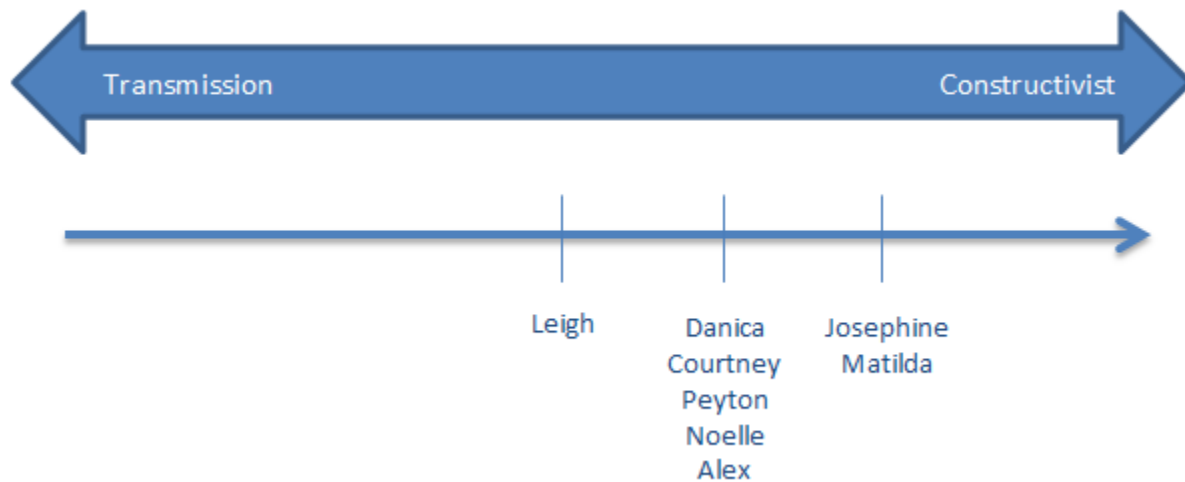 Transmission Constructivist
Leigh Danica Josephine
Courtney Matilda
Peyton
Noelle
Alex